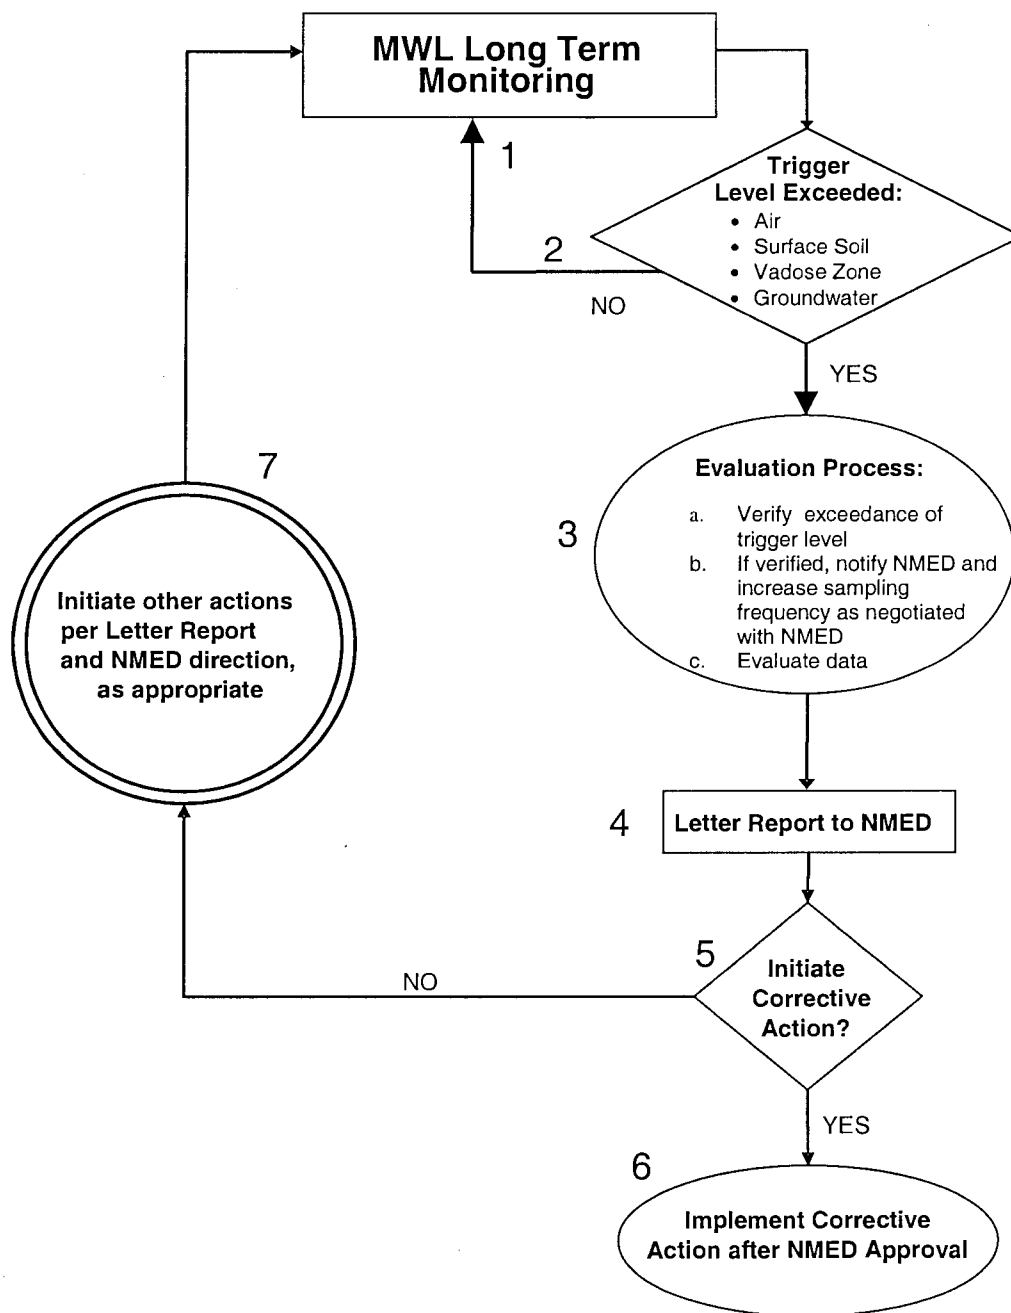 MWL Long Term
Monitoring
1
Trigger
Level Exceeded:
• Air
• Surface Soil
• Vadose Zone
• Groundwater
2
NO
YES
3
Evaluation Process:
a. Verify exceedance of
trigger level
b. If verified, notify NMED and
increase sampling
frequency as negotiated
with NMED
c. Evaluate data
7
Initiate other actions
per Letter Report
and NMED direction,
as appropriate
4
Letter Report to NMED
5
Initiate
Corrective
Action?
NO
YES
6
Implement Corrective
Action after NMED Approval